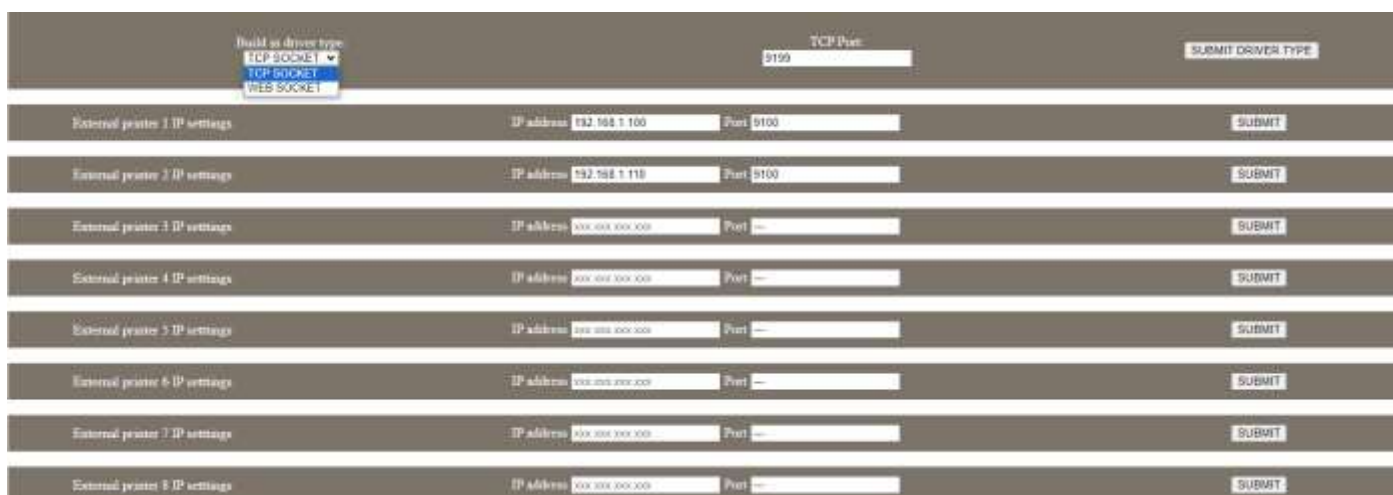 Build as driver type:
TCP SOCKET
TCP SOCKET
WEB SOCKET
TCP Port:
9199
SUBMIT DRIVER TYPE
External printer 1 IP settings IP address 192.168.1.100 Port 9100 SUBMIT
External printer 2 IP settings IP address 192.168.1.110 Port 9100 SUBMIT
External printer 3 IP settings IP address xxx.xxx.xxx.xxx Port --- SUBMIT
External printer 4 IP settings IP address xxx.xxx.xxx.xxx Port --- SUBMIT
External printer 5 IP settings IP address xxx.xxx.xxx.xxx Port --- SUBMIT
External printer 6 IP settings IP address xxx.xxx.xxx.xxx Port --- SUBMIT
External printer 7 IP settings IP address xxx.xxx.xxx.xxx Port --- SUBMIT
External printer 8 IP settings IP address xxx.xxx.xxx.xxx Port --- SUBMIT